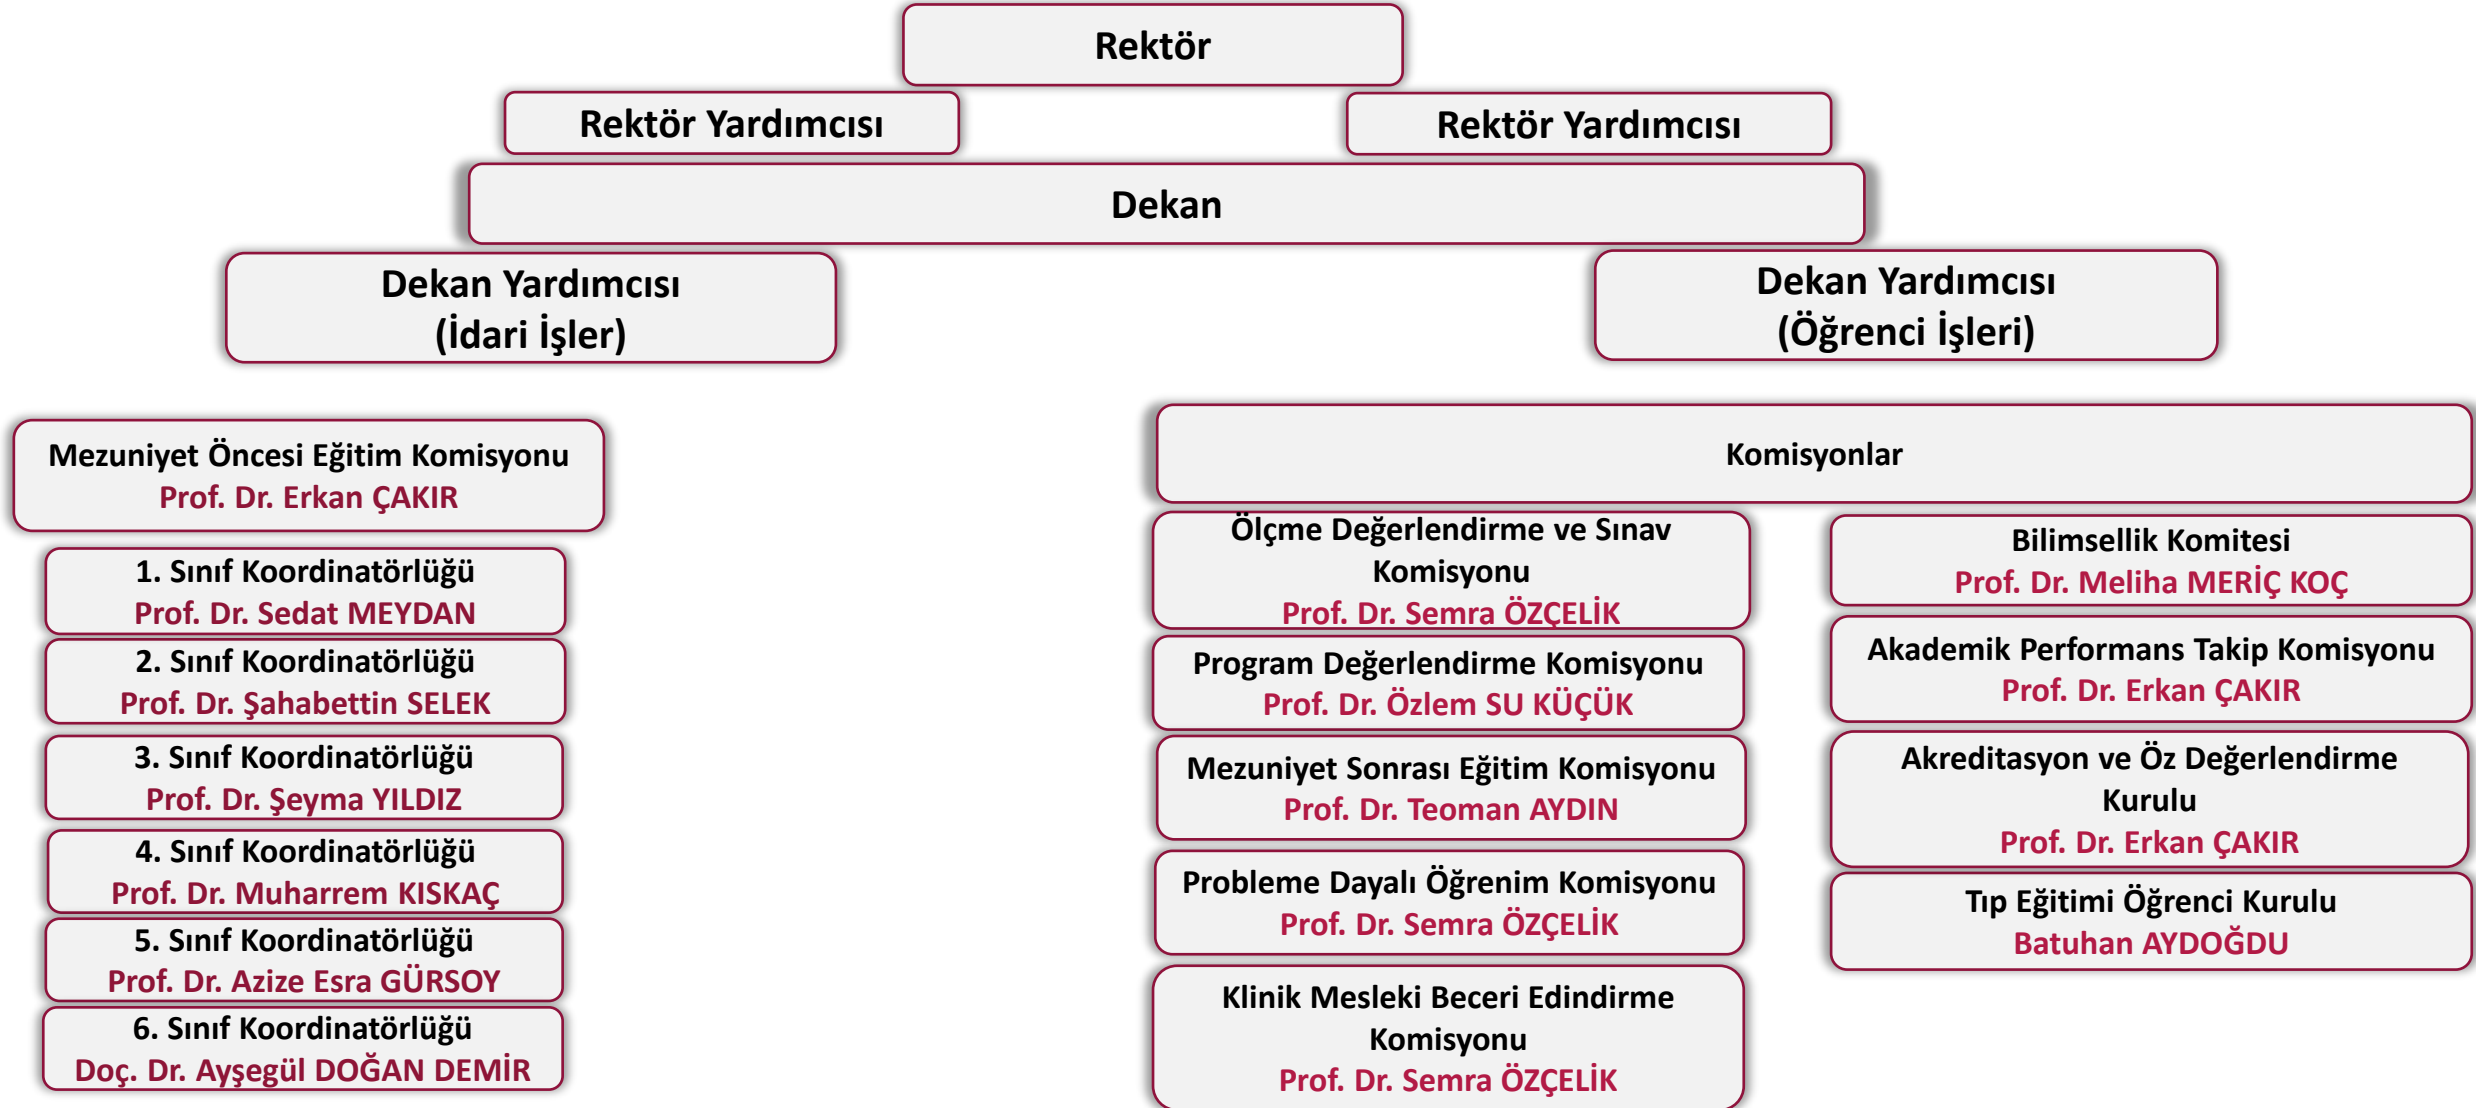 Rektör
Rektör Yardımcısı
Rektör Yardımcısı
Dekan
Dekan Yardımcısı
(İdari İşler)
Dekan Yardımcısı
(Öğrenci İşleri)
Mezuniyet Öncesi Eğitim Komisyonu
Prof. Dr. Erkan ÇAKIR
1. Sınıf Koordinatörlüğü
Prof. Dr. Sedat MEYDAN
2. Sınıf Koordinatörlüğü
Prof. Dr. Şahabettin SELEK
3. Sınıf Koordinatörlüğü
Prof. Dr. Şeyma YILDIZ
4. Sınıf Koordinatörlüğü
Prof. Dr. Muharrem KISKAÇ
5. Sınıf Koordinatörlüğü
Prof. Dr. Azize Esra GÜRSOY
6. Sınıf Koordinatörlüğü
Doç. Dr. Ayşegül DOĞAN DEMİR
Komisyonlar
Ölçme Değerlendirme ve Sınav
Komisyonu
Prof. Dr. Semra ÖZÇELİK
Program Değerlendirme Komisyonu
Prof. Dr. Özlem SU KÜÇÜK
Mezuniyet Sonrası Eğitim Komisyonu
Prof. Dr. Teoman AYDIN
Probleme Dayalı Öğrenim Komisyonu
Prof. Dr. Semra ÖZÇELİK
Klinik Mesleki Beceri Edindirme
Komisyonu
Prof. Dr. Semra ÖZÇELİK
Bilimsellik Komitesi
Prof. Dr. Meliha MERİÇ KOÇ
Akademik Performans Takip Komisyonu
Prof. Dr. Erkan ÇAKIR
Akreditasyon ve Öz Değerlendirme
Kurulu
Prof. Dr. Erkan ÇAKIR
Tıp Eğitimi Öğrenci Kurulu
Batuhan AYDOĞDU